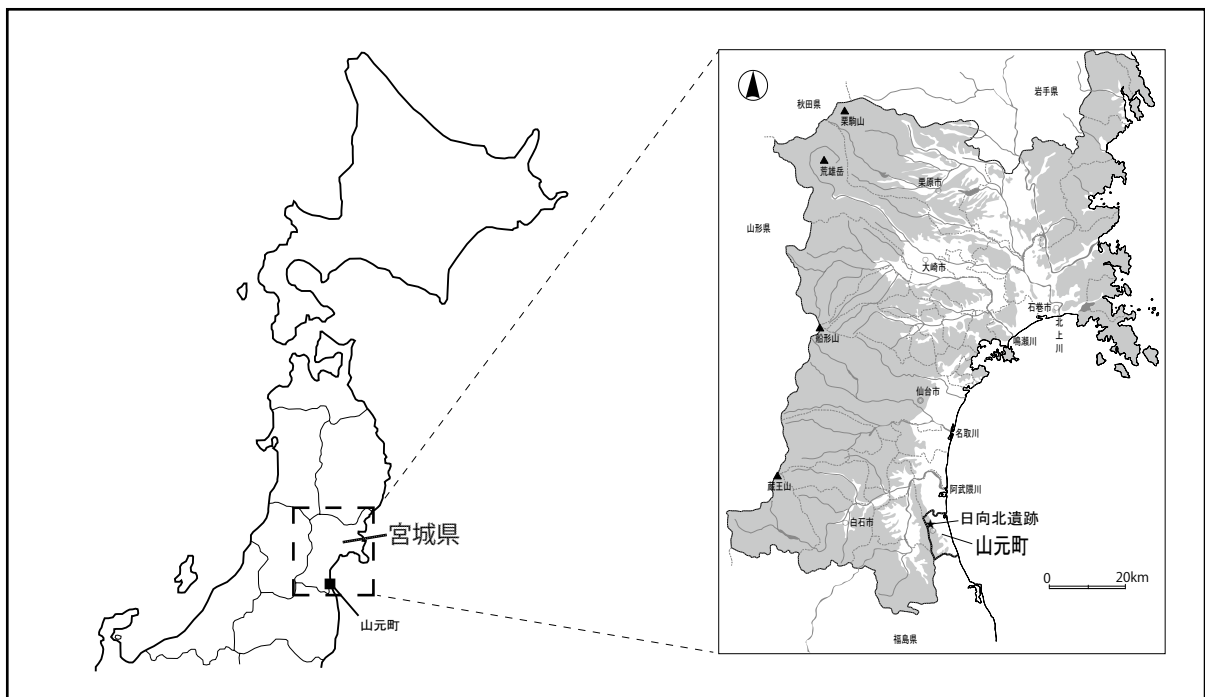 宮城県
山元町
秋田県
岩手県
栗駒山
荒雄岳
栗原市
山形県
大崎市
石巻市
北上川
鳴瀬川
船形山
仙台市
名取川
蔵王山
阿武隈川
白石市
日向北遺跡
山元町
0 20km
福島県